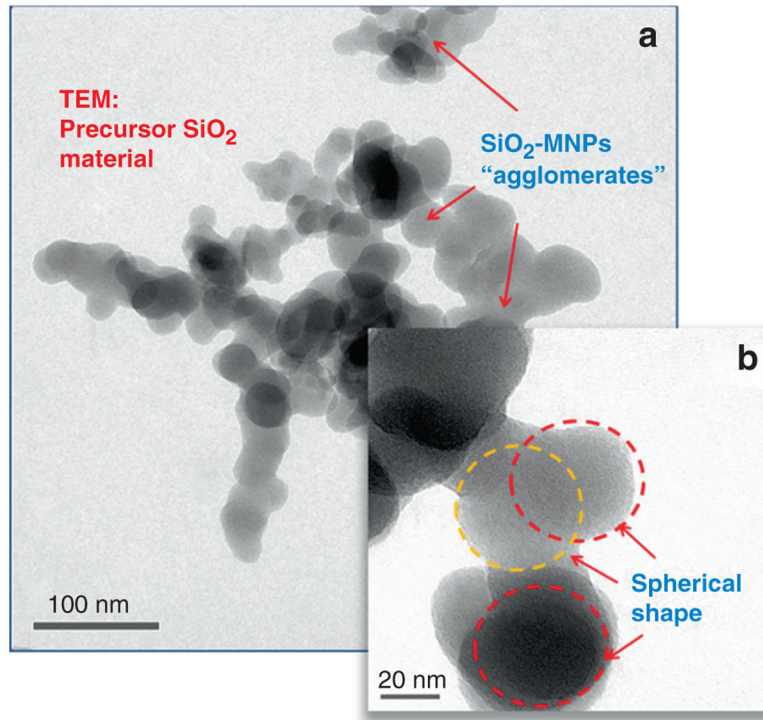 a
TEM:
Precursor SiO₂
material
SiO₂-MNPs
“agglomerates”
b
Spherical
shape
100 nm
20 nm